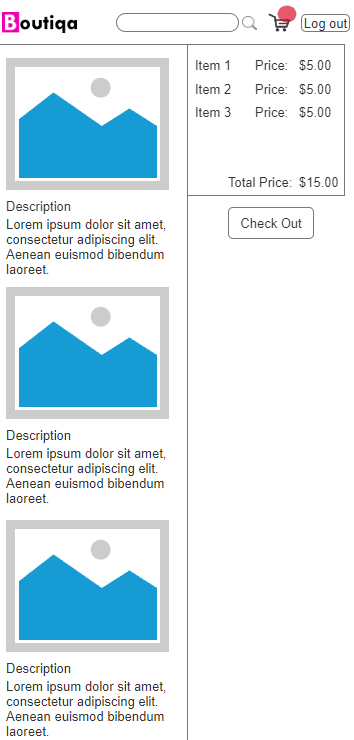 Boutiqa
Log out
Item 1 Price: $5.00
Item 2 Price: $5.00
Item 3 Price: $5.00
Total Price: $15.00
Check Out
Description
Lorem ipsum dolor sit amet,
consectetur adipiscing elit.
Aenean euismod bibendum
laoreet.
Description
Lorem ipsum dolor sit amet,
consectetur adipiscing elit.
Aenean euismod bibendum
laoreet.
Description
Lorem ipsum dolor sit amet,
consectetur adipiscing elit.
Aenean euismod bibendum
laoreet.